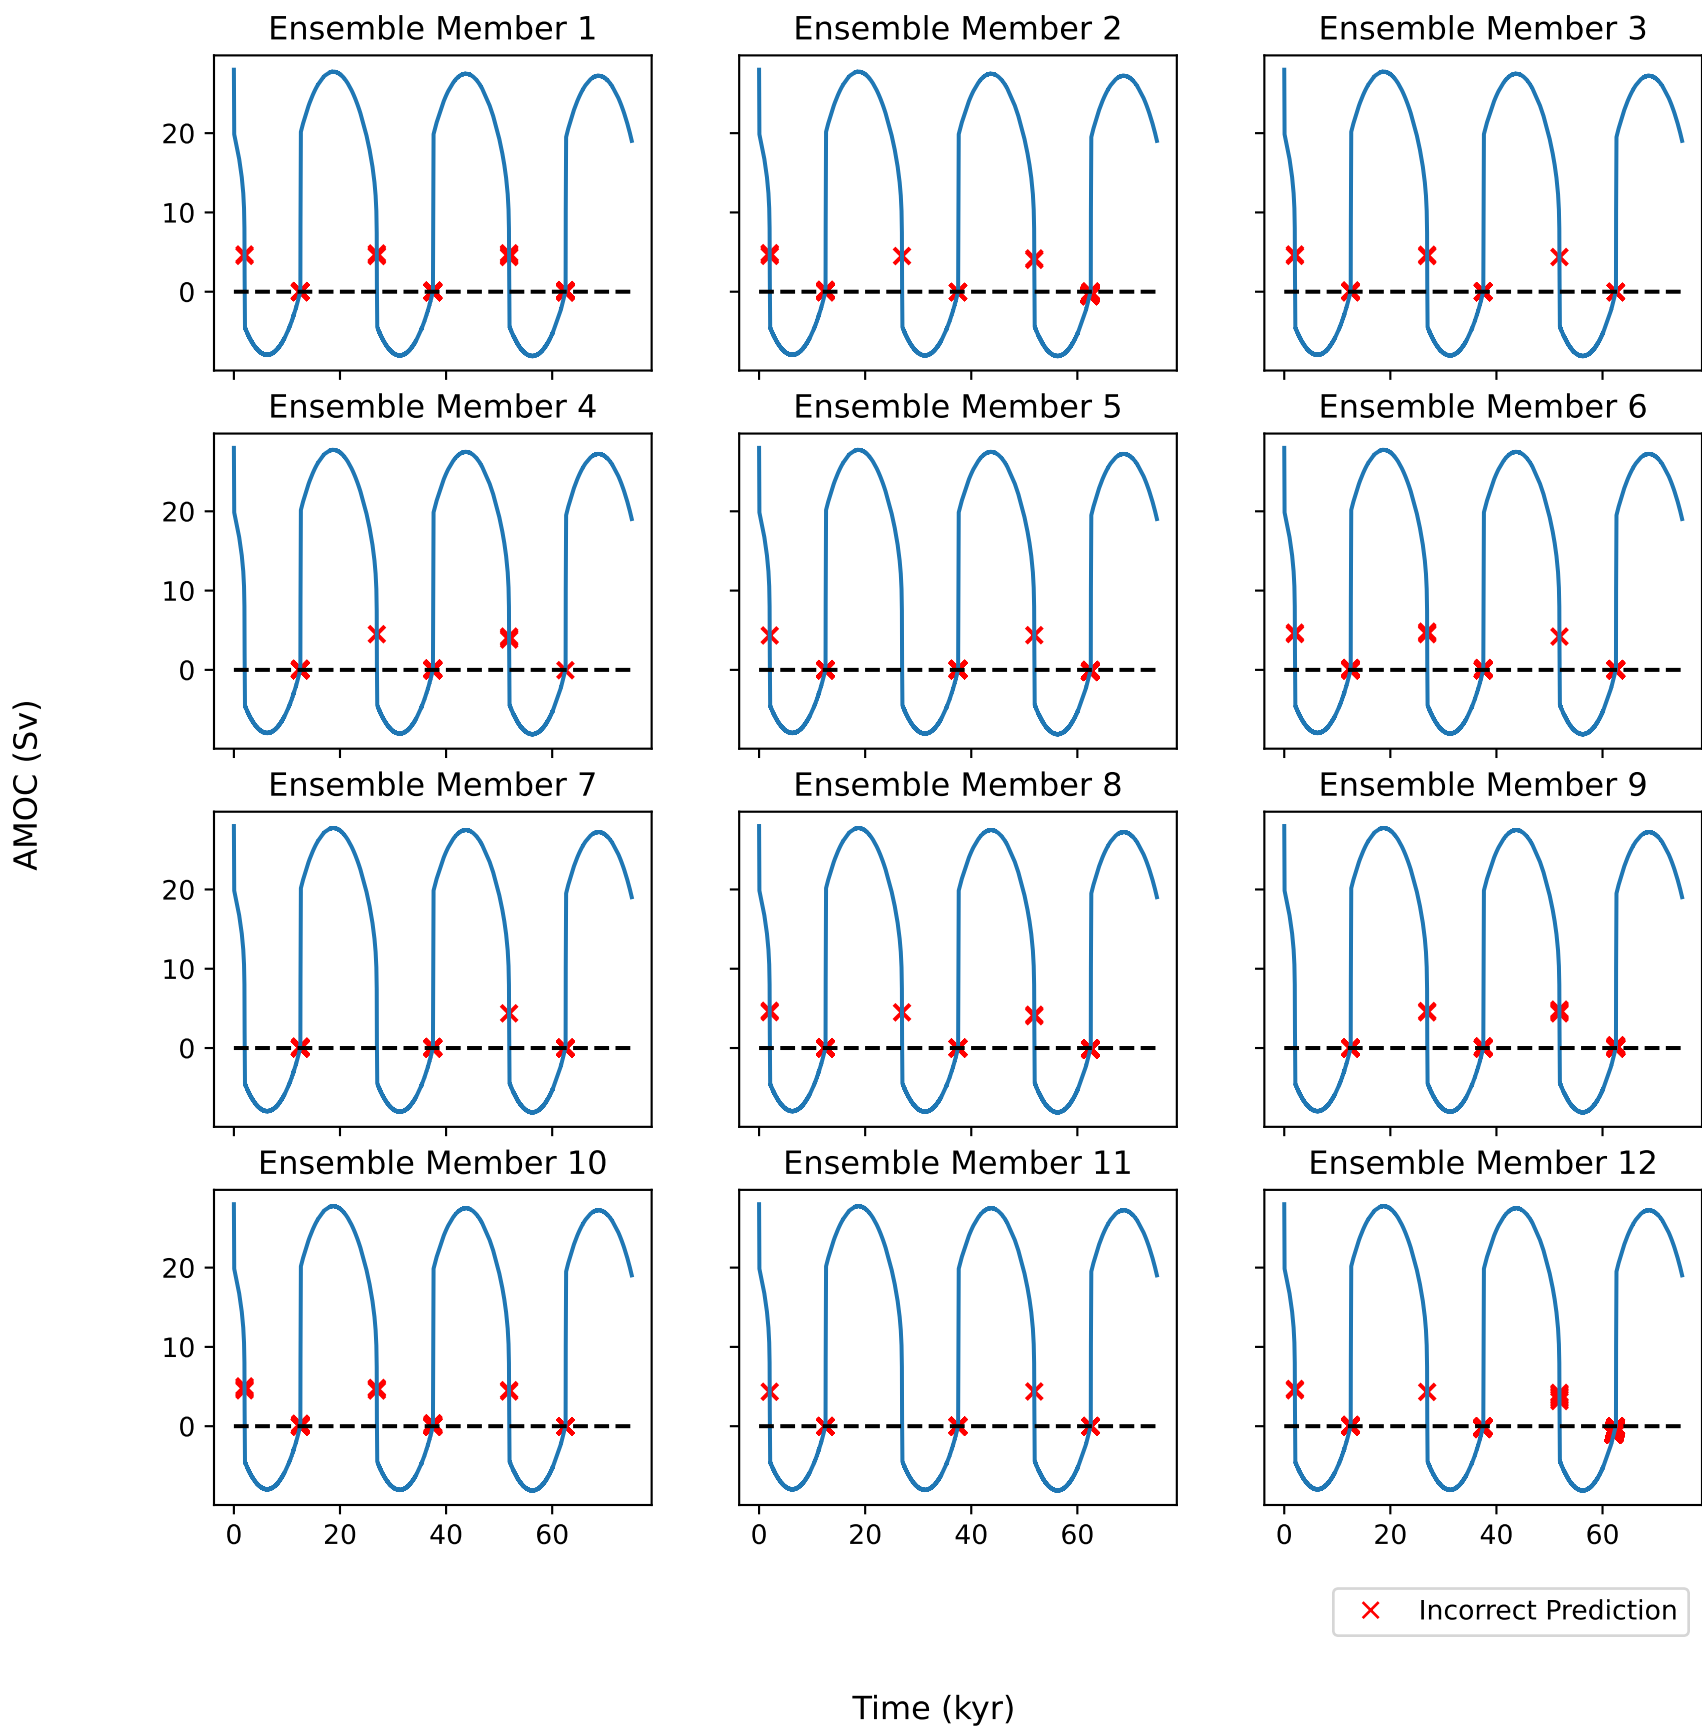 Ensemble Member 1
Ensemble Member 2
Ensemble Member 3
20
10
0
Ensemble Member 4
Ensemble Member 5
Ensemble Member 6
20
10
0
AMOC (Sv)
Ensemble Member 7
Ensemble Member 8
Ensemble Member 9
20
10
0
Ensemble Member 10
Ensemble Member 11
Ensemble Member 12
20
10
0
0 20 40 60
0 20 40 60
0 20 40 60
Incorrect Prediction
Time (kyr)